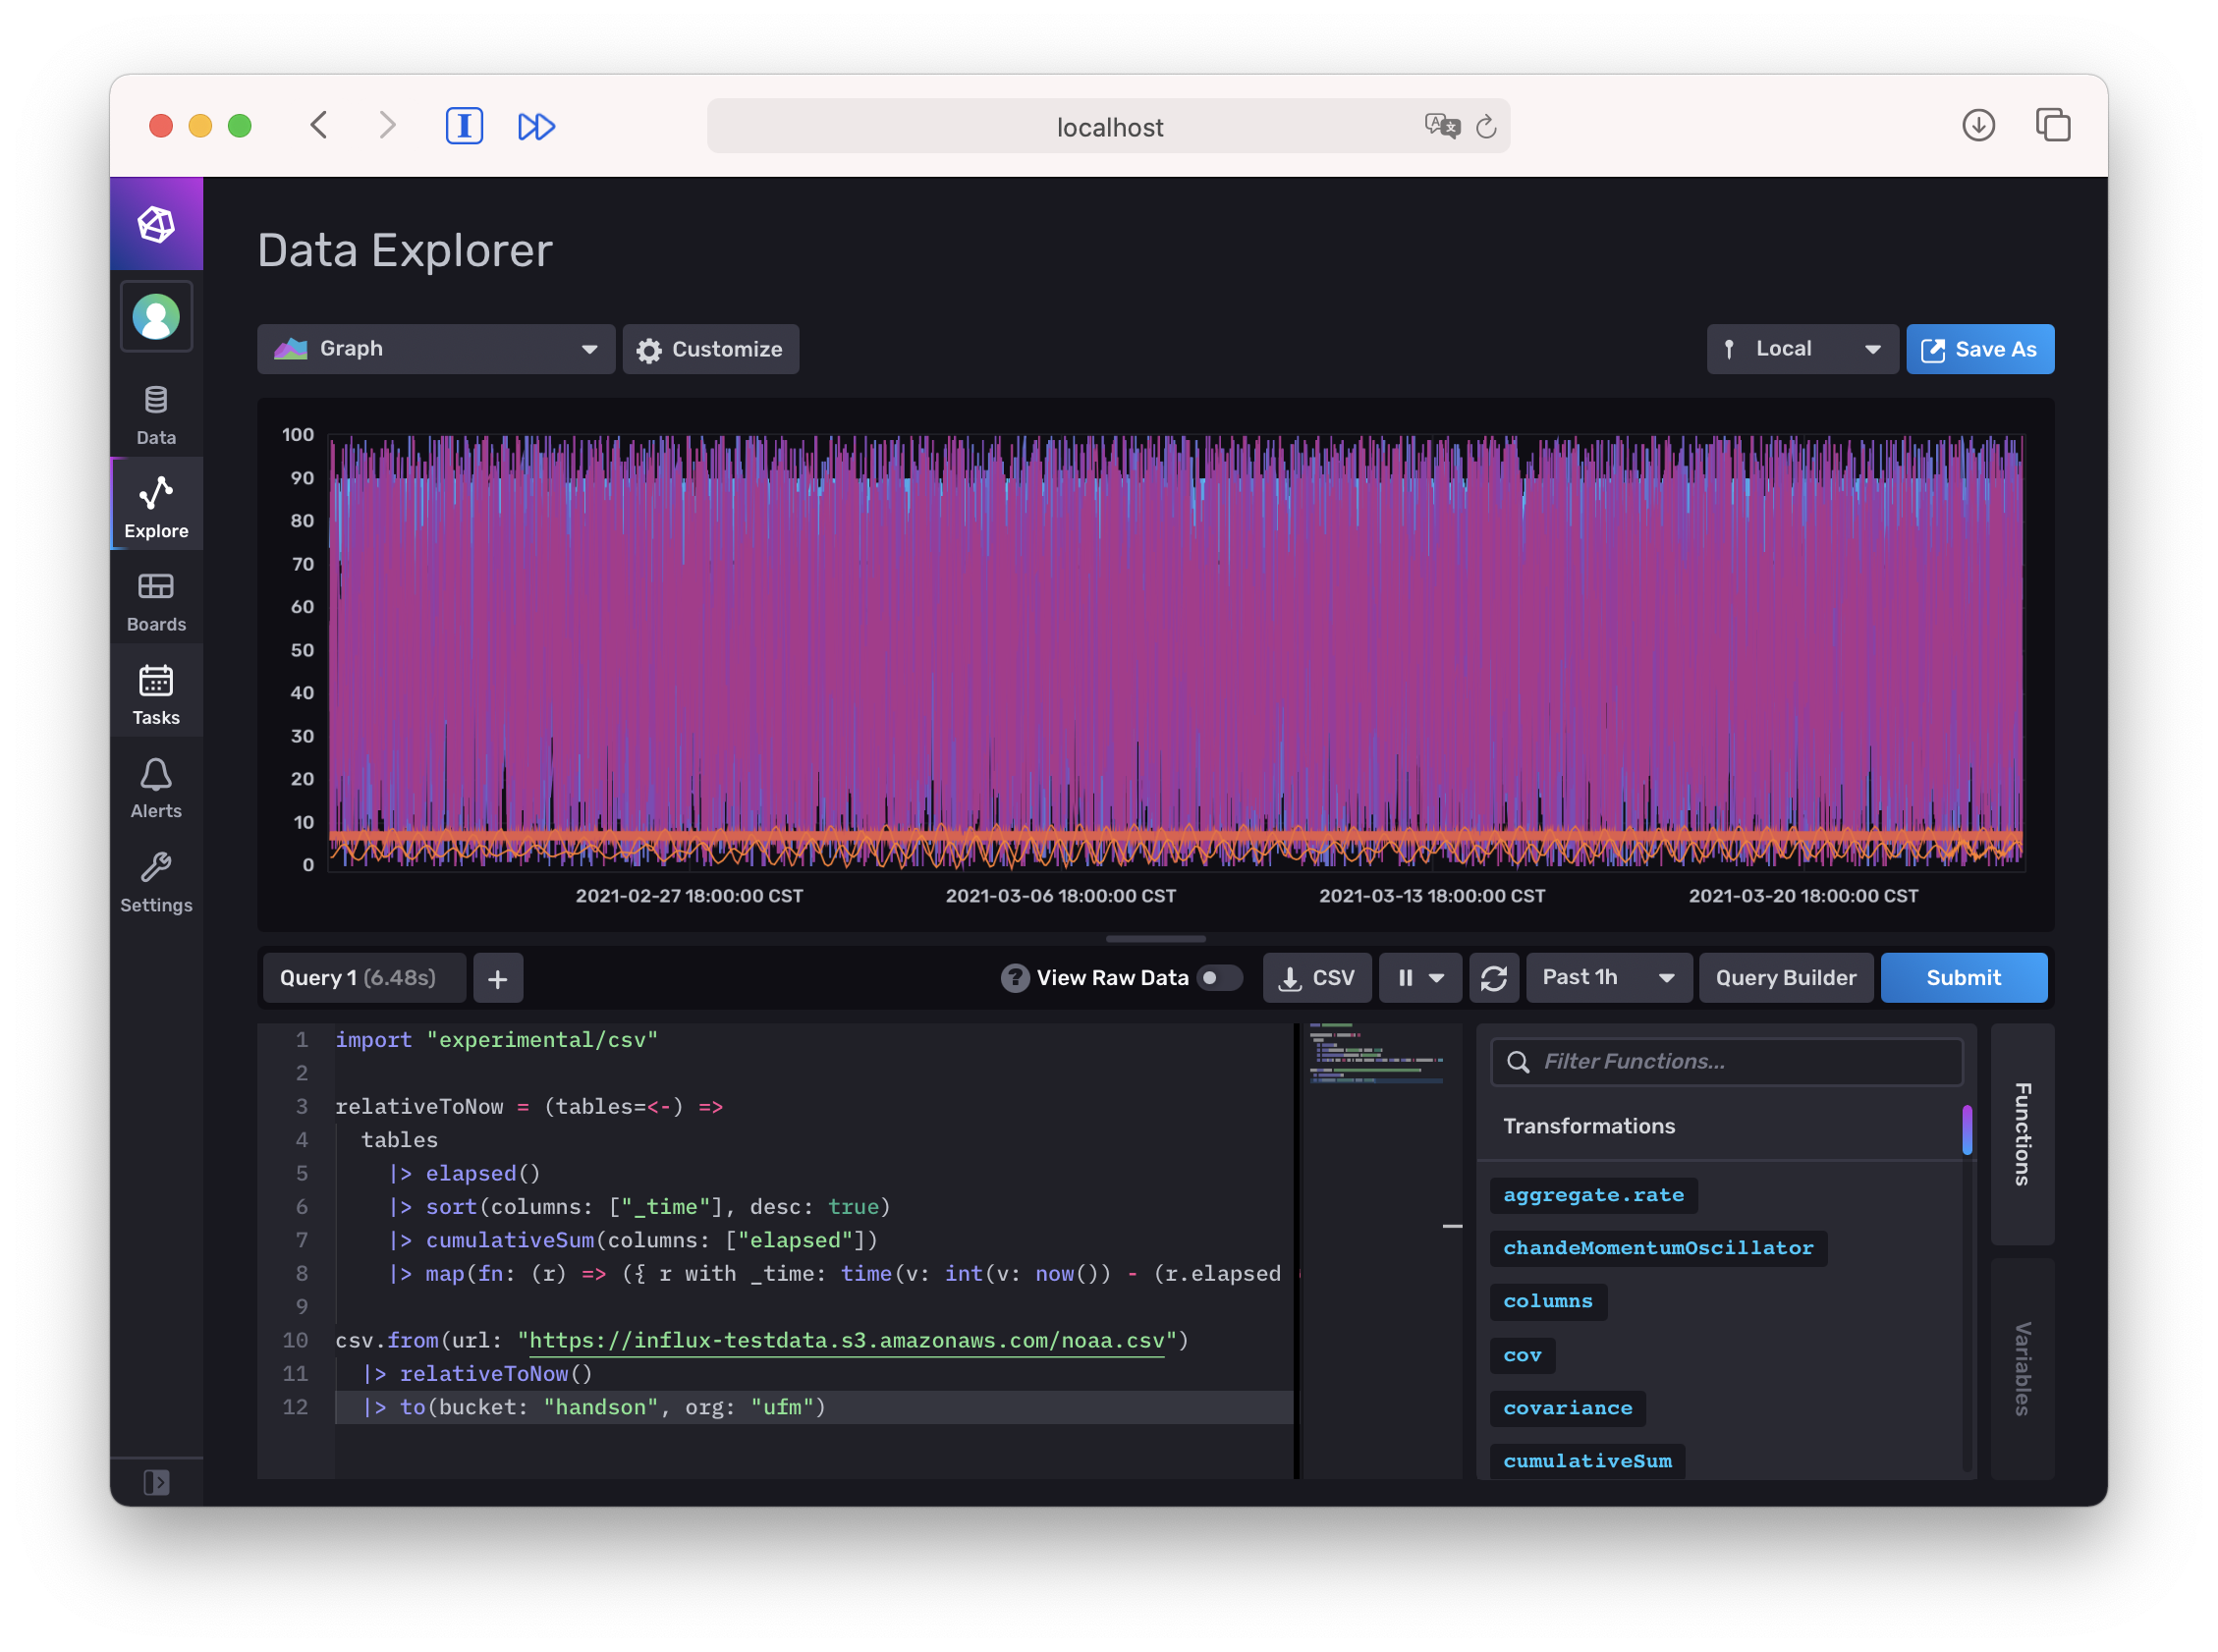 localhost
Data Explorer
Graph
Customize
Local
Save As
Data
Explore
Boards
Tasks
Alerts
Settings
100
90
80
70
60
50
40
30
20
10
0
2021-02-27 18:00:00 CST
2021-03-06 18:00:00 CST
2021-03-13 18:00:00 CST
2021-03-20 18:00:00 CST
Query 1 (6.48s)
View Raw Data
CSV
Past 1h
Query Builder
Submit
1 import "experimental/csv"
2
3 relativeToNow = (tables=<-) =>
4 tables
5 |> elapsed()
6 |> sort(columns: ["_time"], desc: true)
7 |> cumulativeSum(columns: ["elapsed"])
8 |> map(fn: (r) => ({ r with _time: time(v: int(v: now()) - (r.elapsed
9
10 csv.from(url: "https://influx-testdata.s3.amazonaws.com/noaa.csv")
11 |> relativeToNow()
12 |> to(bucket: "handson", org: "ufm")
Filter Functions...
Transformations
aggregate.rate
chandeMomentumOscillator
columns
cov
covariance
cumulativeSum
Functions
Variables